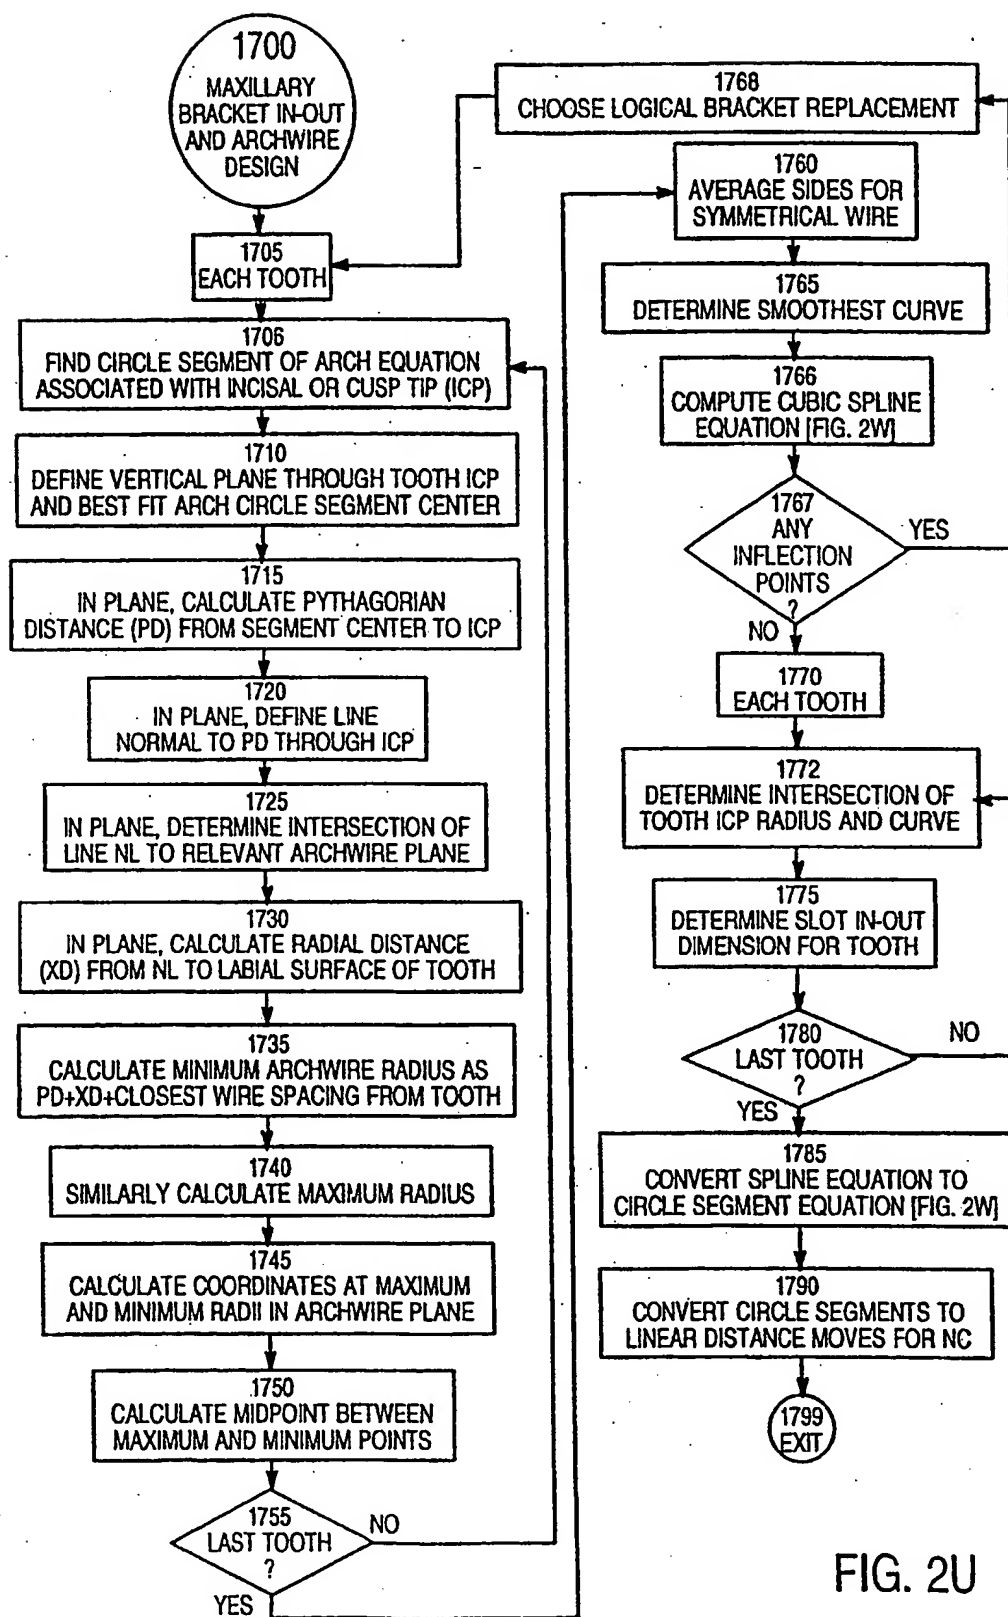 1700
MAXILLARY
BRACKET IN-OUT
AND ARCHWIRE
DESIGN
1705
EACH TOOTH
1706
FIND CIRCLE SEGMENT OF ARCH EQUATION
ASSOCIATED WITH INCISAL OR CUSP TIP (ICP)
1710
DEFINE VERTICAL PLANE THROUGH TOOTH ICP
AND BEST FIT ARCH CIRCLE SEGMENT CENTER
1715
IN PLANE, CALCULATE PYTHAGORIAN
DISTANCE (PD) FROM SEGMENT CENTER TO ICP
1720
IN PLANE, DEFINE LINE
NORMAL TO PD THROUGH ICP
1725
IN PLANE, DETERMINE INTERSECTION OF
LINE NL TO RELEVANT ARCHWIRE PLANE
1730
IN PLANE, CALCULATE RADIAL DISTANCE
(XD) FROM NL TO LABIAL SURFACE OF TOOTH
1735
CALCULATE MINIMUM ARCHWIRE RADIUS AS
PD+XD+CLOSEST WIRE SPACING FROM TOOTH
1740
SIMILARLY CALCULATE MAXIMUM RADIUS
1745
CALCULATE COORDINATES AT MAXIMUM
AND MINIMUM RADII IN ARCHWIRE PLANE
1750
CALCULATE MIDPOINT BETWEEN
MAXIMUM AND MINIMUM POINTS
1755
LAST TOOTH
?
NO
YES
1768
CHOOSE LOGICAL BRACKET REPLACEMENT
1760
AVERAGE SIDES FOR
SYMMETRICAL WIRE
1765
DETERMINE SMOOTHEST CURVE
1766
COMPUTE CUBIC SPLINE
EQUATION [FIG. 2W]
1767
ANY
INFLECTION
POINTS
?
YES
NO
1770
EACH TOOTH
1772
DETERMINE INTERSECTION OF
TOOTH ICP RADIUS AND CURVE
1775
DETERMINE SLOT IN-OUT
DIMENSION FOR TOOTH
1780
LAST TOOTH
?
NO
YES
1785
CONVERT SPLINE EQUATION TO
CIRCLE SEGMENT EQUATION [FIG. 2W]
1790
CONVERT CIRCLE SEGMENTS TO
LINEAR DISTANCE MOVES FOR NC
1799
EXIT
FIG. 2U